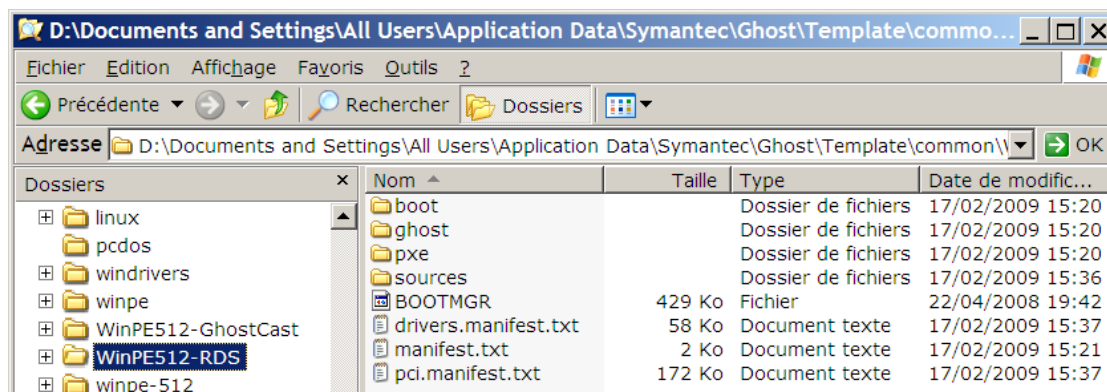 D:\Documents and Settings\All Users\Application Data\Symantec\Ghost\Template\commo...
Fichier Edition Affichage Favoris Outils ?
Précédente Rechercher Dossiers
Adresse D:\Documents and Settings\All Users\Application Data\Symantec\Ghost\Template\common\ OK
Dossiers × Nom Taille Type Date de modific...
linux boot Dossier de fichiers 17/02/2009 15:20
pcdos ghost Dossier de fichiers 17/02/2009 15:20
windrivers pxe Dossier de fichiers 17/02/2009 15:20
sources Dossier de fichiers 17/02/2009 15:36
winpe BOOTMGR 429 Ko Fichier 22/04/2008 19:42
WinPE512-GhostCast drivers.manifest.txt 58 Ko Document texte 17/02/2009 15:37
WinPE512-RDS manifest.txt 2 Ko Document texte 17/02/2009 15:21
winpe-512 pci.manifest.txt 172 Ko Document texte 17/02/2009 15:37